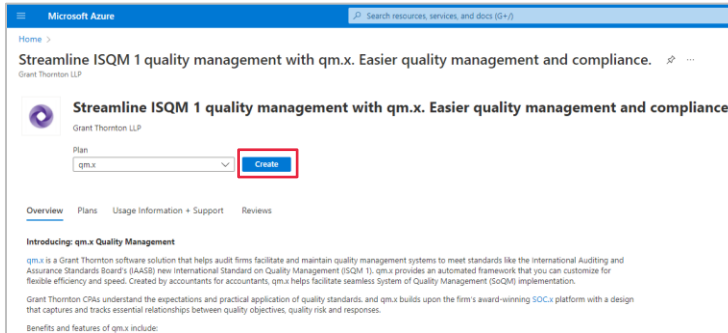 Microsoft Azure
Search resources, services, and docs (G+/)
Home >
Streamline ISQM 1 quality management with qm.x. Easier quality management and compliance. ...
Grant Thornton LLP
Streamline ISQM 1 quality management with qm.x. Easier quality management and compliance
Grant Thornton LLP
Plan
qm.x
Create
Overview Plans Usage Information + Support Reviews
Introducing: qm.x Quality Management
qm.x is a Grant Thornton software solution that helps audit firms facilitate and maintain quality management systems to meet standards like the International Auditing and
Assurance Standards Board's (IAASB) new International Standard on Quality Management (ISQM 1). qm.x provides an automated framework that you can customize for
flexible efficiency and speed. Created by accountants for accountants, qm.x helps facilitate seamless System of Quality Management (SoQM) implementation.
Grant Thornton CPAs understand the expectations and practical application of quality standards. and qm.x builds upon the firm's award-winning SOC.x platform with a design
that captures and tracks essential relationships between quality objectives, quality risk and responses.
Benefits and features of qm.x include: